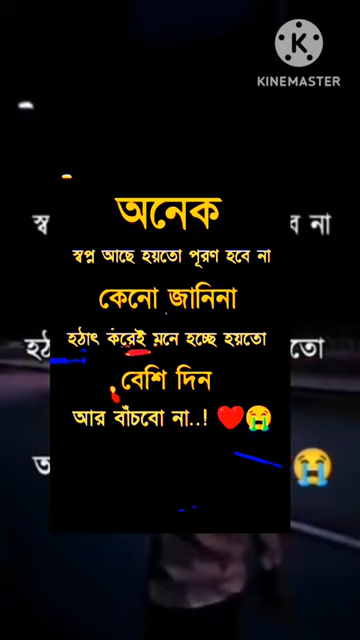 KINEMASTER
অনেক
স্বপ্ন আছে হয়তো পূরণ হবে না
কেনো জানিনা
হঠাৎ করেই মনে হচ্ছে হয়তো
বেশি দিন
আর বাঁচবো না..! ❤️😭